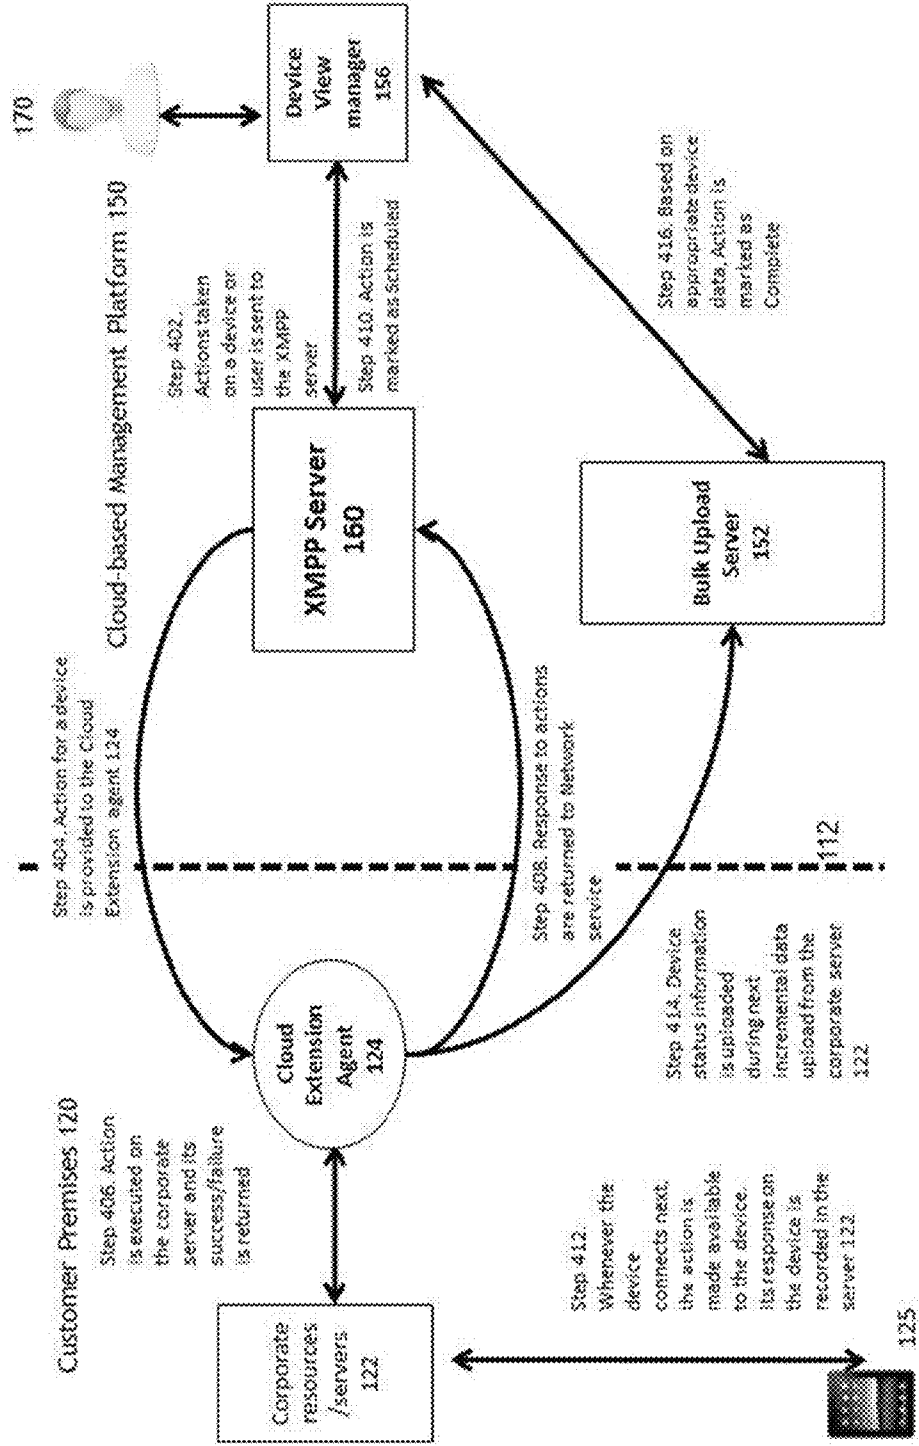 Customer Premises 120
Cloud-based Management Platform 150
170
Step 404. Action for a device
is provided to the Cloud
Extension agent 124
Step 406. Action
is executed on
the corporate
server and its
success/failure
is returned
Step 402.
Actions taken
on a device or
user is sent to
the XMPP
server
Corporate
resources
/servers
122
Cloud
Extension
Agent
124
XMPP Server
160
Device
View
manager
156
Step 410. Action is
marked as Scheduled
Step 408. Response to actions
are returned to Network
service
Step 412.
Whenever the
device
connects next,
the action is
made available
to the device.
its response on
the device is
recorded in the
server 122
Step 414. Device
status information
is uploaded
during next
incremental data
upload from the
corporate server
122
Bulk Upload
Server
152
Step 416. Based on
appropriate device
data, Action is
marked as
Complete
112
125